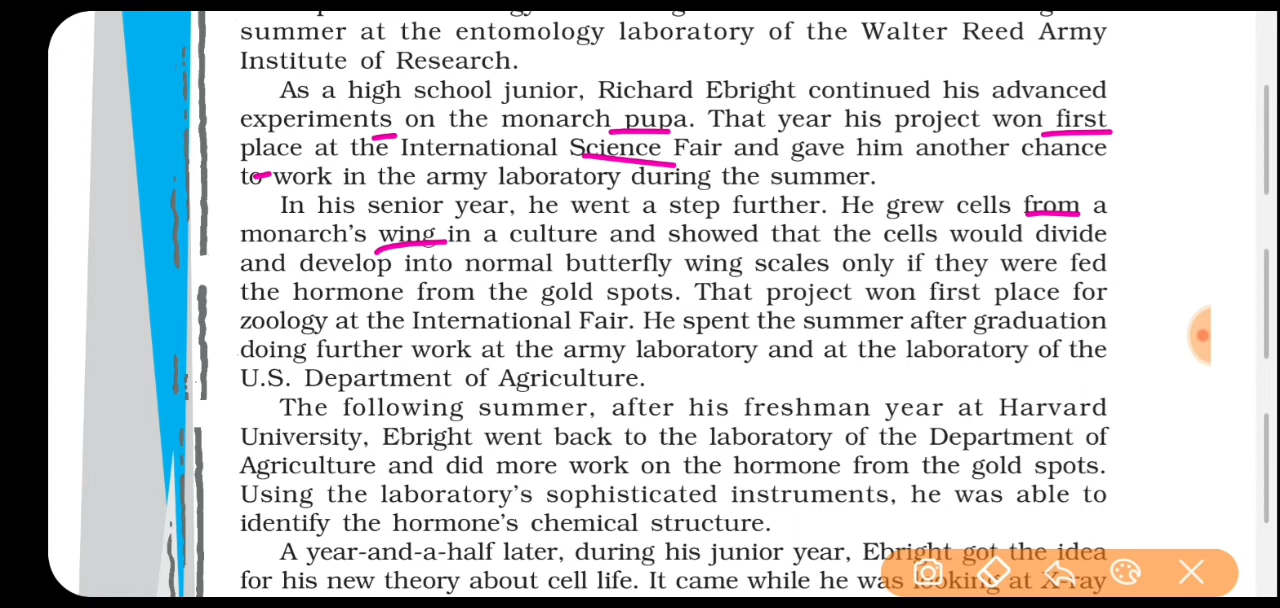 summer at the entomology laboratory of the Walter Reed Army
Institute of Research.
As a high school junior, Richard Ebright continued his advanced
experiments on the monarch pupa. That year his project won first
place at the International Science Fair and gave him another chance
to work in the army laboratory during the summer.
In his senior year, he went a step further. He grew cells from a
monarch's wing in a culture and showed that the cells would divide
and develop into normal butterfly wing scales only if they were fed
the hormone from the gold spots. That project won first place for
zoology at the International Fair. He spent the summer after graduation
doing further work at the army laboratory and at the laboratory of the
U.S. Department of Agriculture.
The following summer, after his freshman year at Harvard
University, Ebright went back to the laboratory of the Department of
Agriculture and did more work on the hormone from the gold spots.
Using the laboratory's sophisticated instruments, he was able to
identify the hormone's chemical structure.
A year-and-a-half later, during his junior year, Ebright got the idea
for his new theory about cell life. It came while he was looking at X-ray